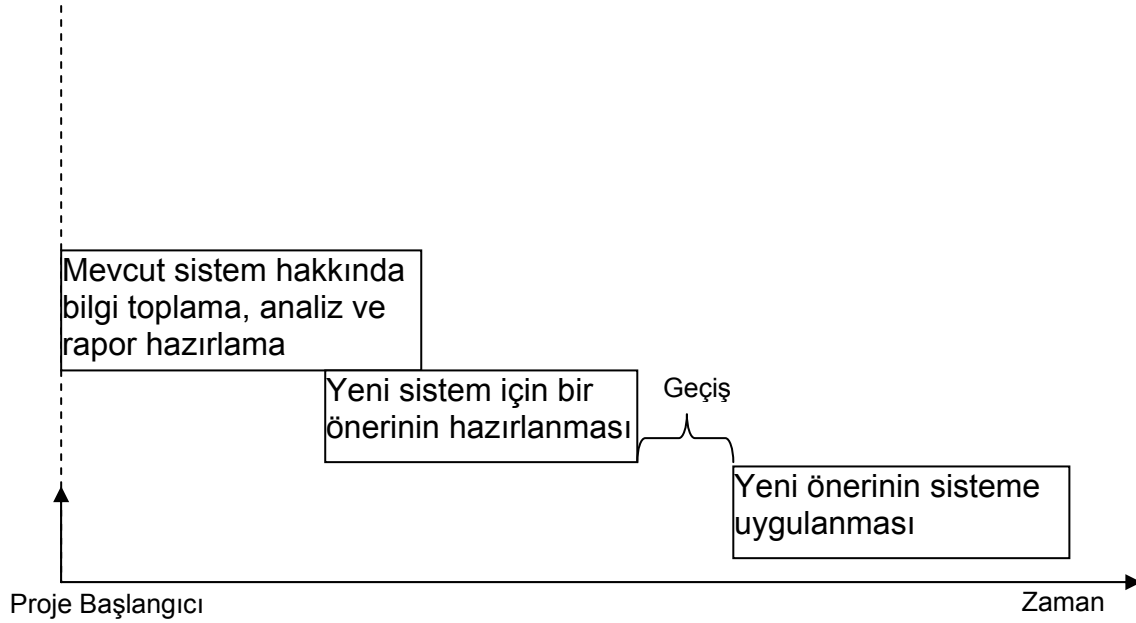 Mevcut sistem hakkında
bilgi toplama, analiz ve
rapor hazırlama
Yeni sistem için bir
önerinin hazırlanması
Geçiş
Yeni önerinin sisteme
uygulanması
Proje Başlangıcı
Zaman